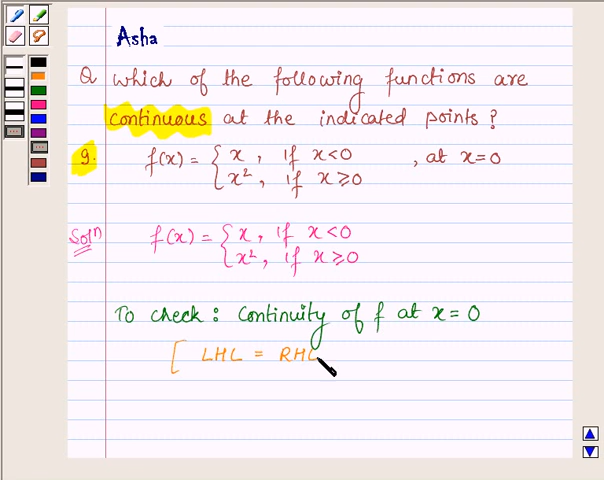 Asha
Q which of the following functions are
continuous at the indicated points?
9. f(x) = { x, if x<0 , at x=0
x², if x≥0
Solⁿ f(x) = { x, if x<0
x², if x≥0
To check: Continuity of f at x=0
[ LHL = RHL